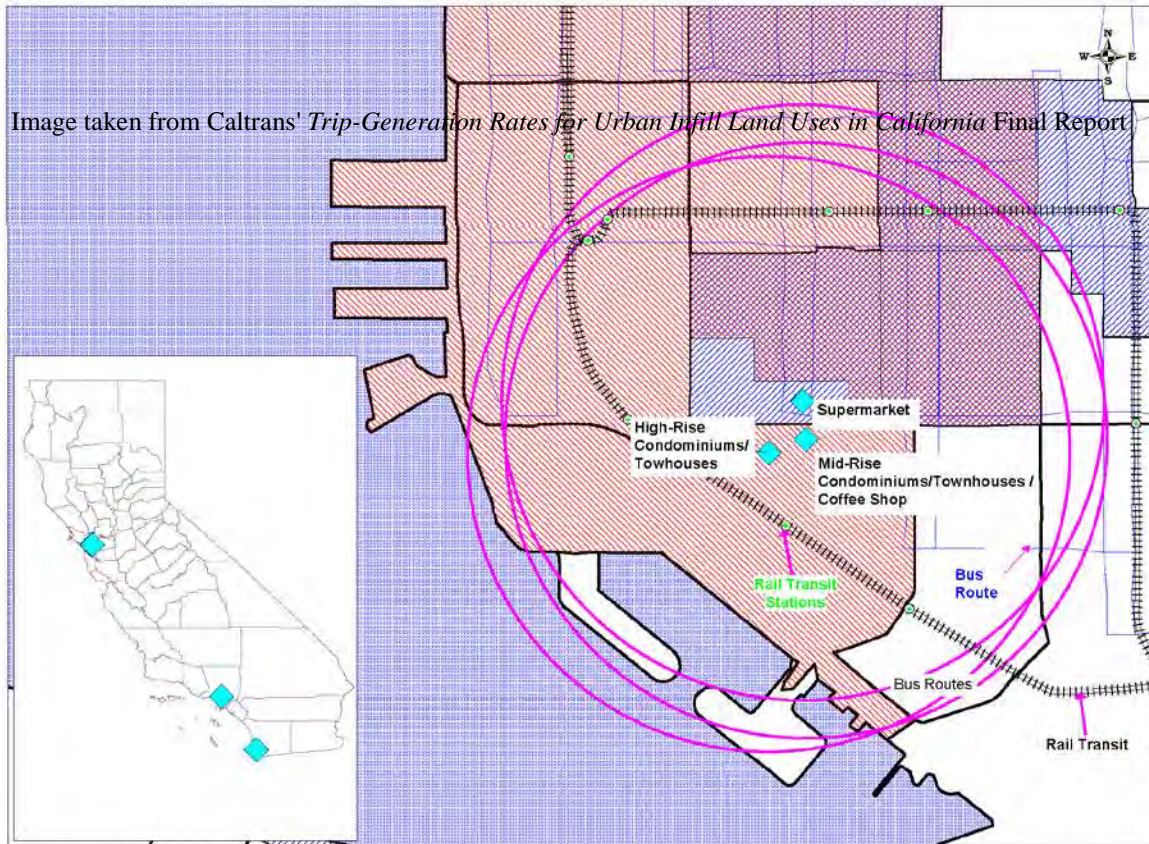 N
W E
S
Image taken from Caltrans' Trip-Generation Rates for Urban Infill Land Uses in California Final Report
Supermarket
High-Rise
Condominiums/
Towhouses
Mid-Rise
Condominiums/Townhouses /
Coffee Shop
Rail Transit
Stations
Bus
Route
Bus Routes
Rail Transit